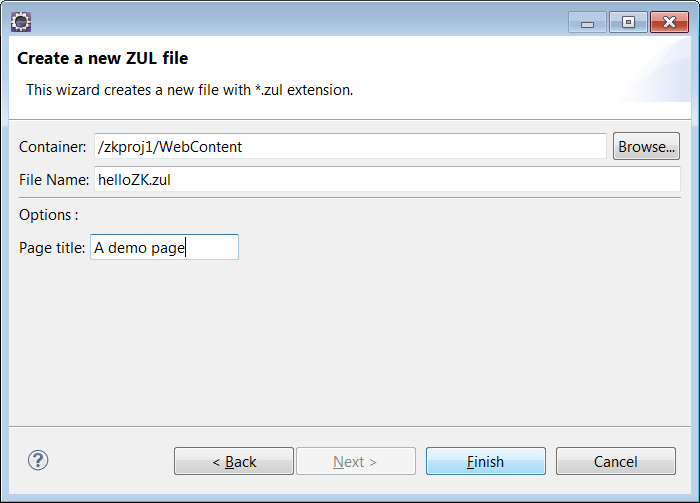 Create a new ZUL file
This wizard creates a new file with *.zul extension.
Container: /zkproj1/WebContent Browse...
File Name: helloZK.zul
Options :
Page title: A demo page
? < Back Next > Finish Cancel